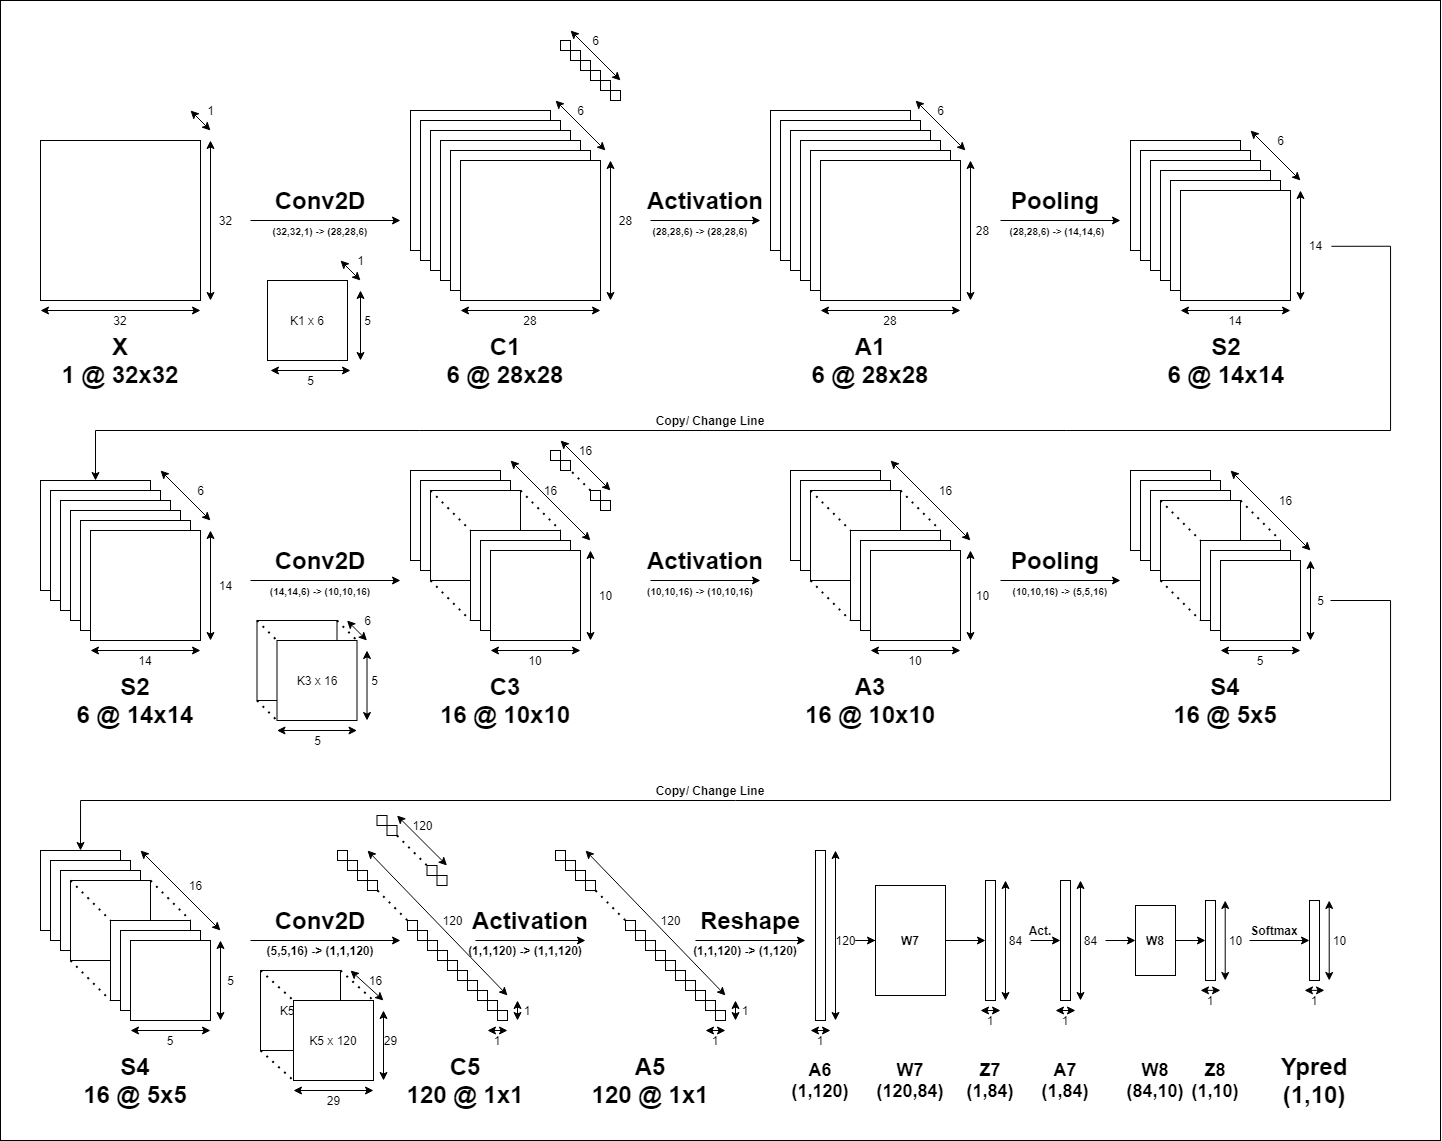 6
1
6
6
6
Conv2D
Activation
Pooling
32
28
28
14
(32,32,1) -> (28,28,6)
(28,28,6) -> (28,28,6)
(28,28,6) -> (14,14,6)
1
K1 x 6
5
32
28
28
14
5
X
1 @ 32x32
C1
6 @ 28x28
A1
6 @ 28x28
S2
6 @ 14x14
Copy/ Change Line
16
6
16
16
16
Conv2D
Activation
Pooling
14
10
10
5
(14,14,6) -> (10,10,16)
(10,10,16) -> (10,10,16)
(10,10,16) -> (5,5,16)
6
K3 x 16
5
14
10
10
5
5
S2
6 @ 14x14
C3
16 @ 10x10
A3
16 @ 10x10
S4
16 @ 5x5
Copy/ Change Line
120
16
120
120
Conv2D
Activation
Reshape
120
W7
84
Act.
84
W8
10
Softmax
10
(5,5,16) -> (1,1,120)
(1,1,120) -> (1,1,120)
(1,1,120) -> (1,120)
5
16
K5
K5 x 120
29
1
1
5
1
1
1
1
1
1
1
29
S4
16 @ 5x5
C5
120 @ 1x1
A5
120 @ 1x1
A6
(1,120)
W7
(120,84)
Z7
(1,84)
A7
(1,84)
W8
(84,10)
Z8
(1,10)
Ypred
(1,10)